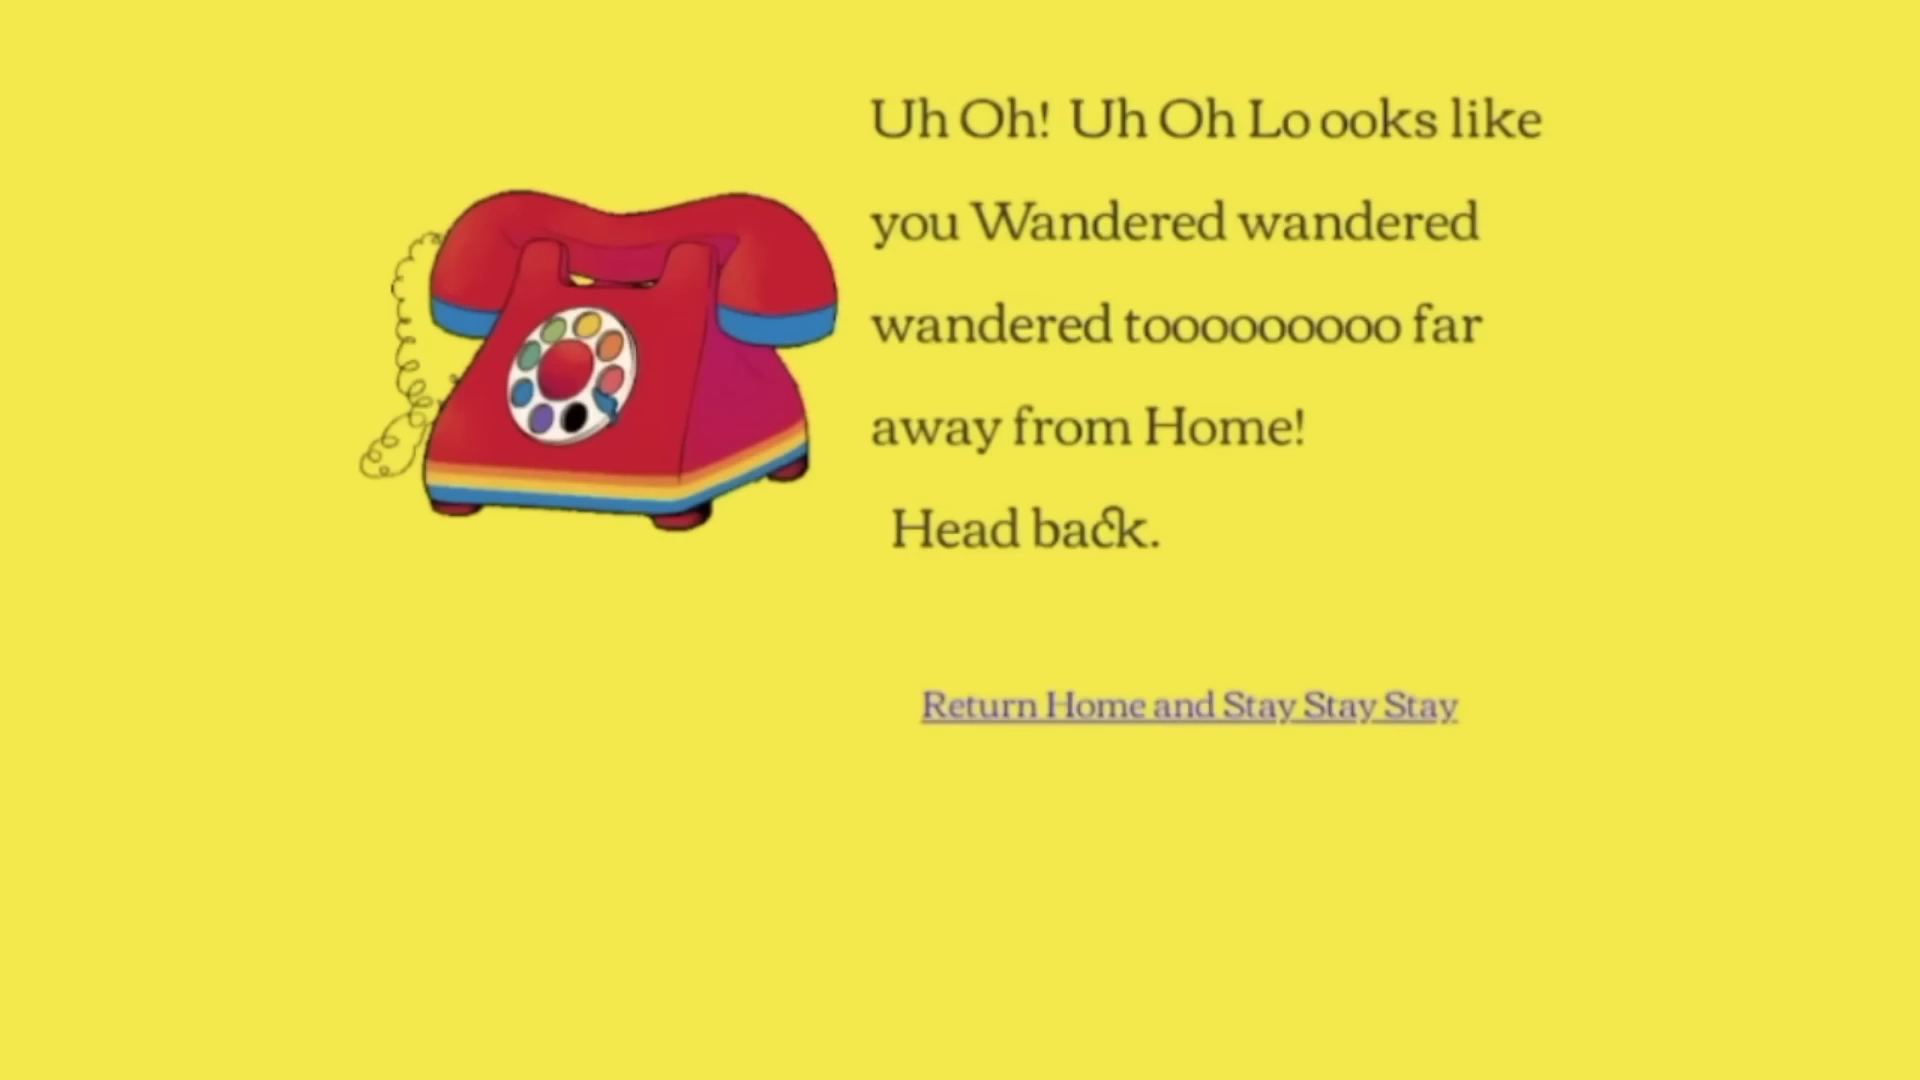 Uh Oh! Uh Oh Lo ooks like
you Wandered wandered
wandered tooooooooo far
away from Home!
Head back.
Return Home and Stay Stay Stay